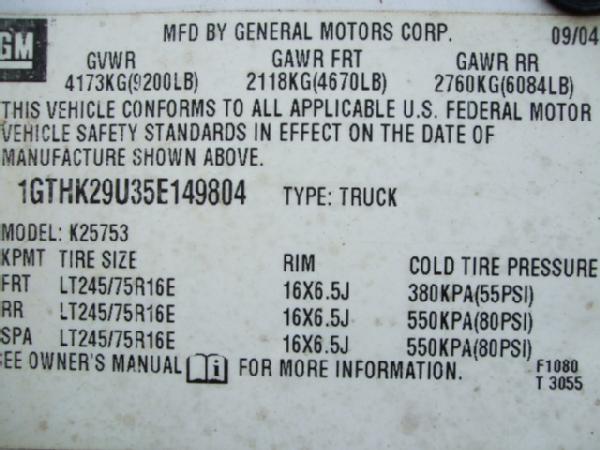 GM
MFD BY GENERAL MOTORS CORP. 09/04
GVWR GAWR FRT GAWR RR
4173KG(9200LB) 2118KG(4670LB) 2760KG(6084LB)
THIS VEHICLE CONFORMS TO ALL APPLICABLE U.S. FEDERAL MOTOR
VEHICLE SAFETY STANDARDS IN EFFECT ON THE DATE OF
MANUFACTURE SHOWN ABOVE.
1GTHK29U35E149804 TYPE: TRUCK
MODEL: K25753
KPMT TIRE SIZE RIM COLD TIRE PRESSURE
FRT LT245/75R16E 16X6.5J 380KPA(55PSI)
RR LT245/75R16E 16X6.5J 550KPA(80PSI)
SPA LT245/75R16E 16X6.5J 550KPA(80PSI)
SEE OWNER'S MANUAL i FOR MORE INFORMATION. F1080
T 3055